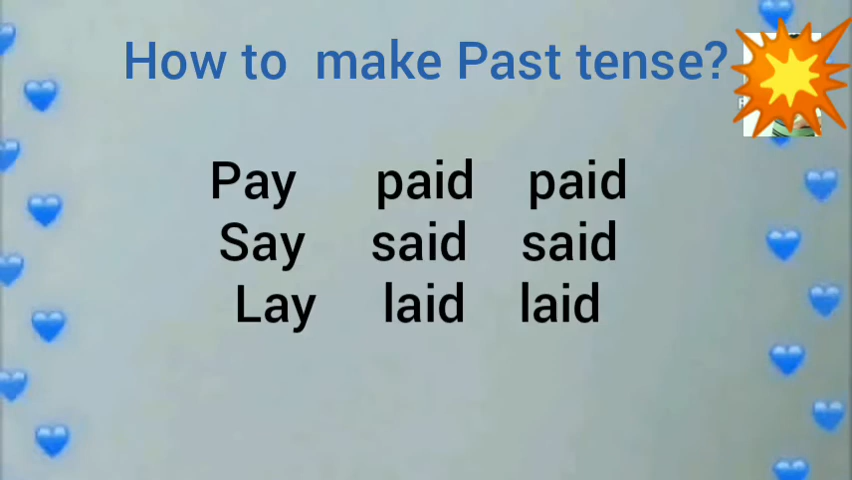 How to make Past tense?
Pay paid paid
Say said said
Lay laid laid